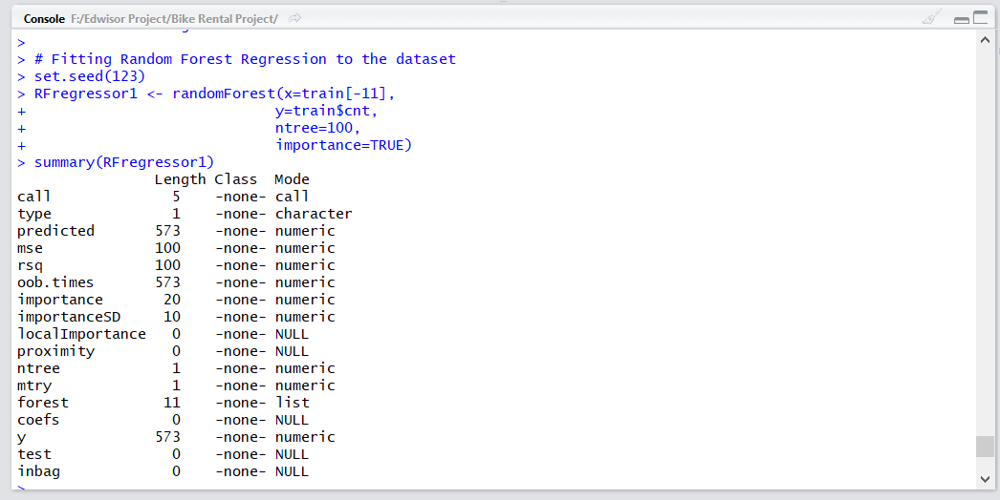 Console F:/Edwisor Project/Bike Rental Project/
>
> # Fitting Random Forest Regression to the dataset
> set.seed(123)
> RFregressor1 <- randomForest(x=train[-11],
+ y=train$cnt,
+ ntree=100,
+ importance=TRUE)
> summary(RFregressor1)
Length Class Mode
call 5 -none- call
type 1 -none- character
predicted 573 -none- numeric
mse 100 -none- numeric
rsq 100 -none- numeric
oob.times 573 -none- numeric
importance 20 -none- numeric
importanceSD 10 -none- numeric
localImportance 0 -none- NULL
proximity 0 -none- NULL
ntree 1 -none- numeric
mtry 1 -none- numeric
forest 11 -none- list
coefs 0 -none- NULL
y 573 -none- numeric
test 0 -none- NULL
inbag 0 -none- NULL
>